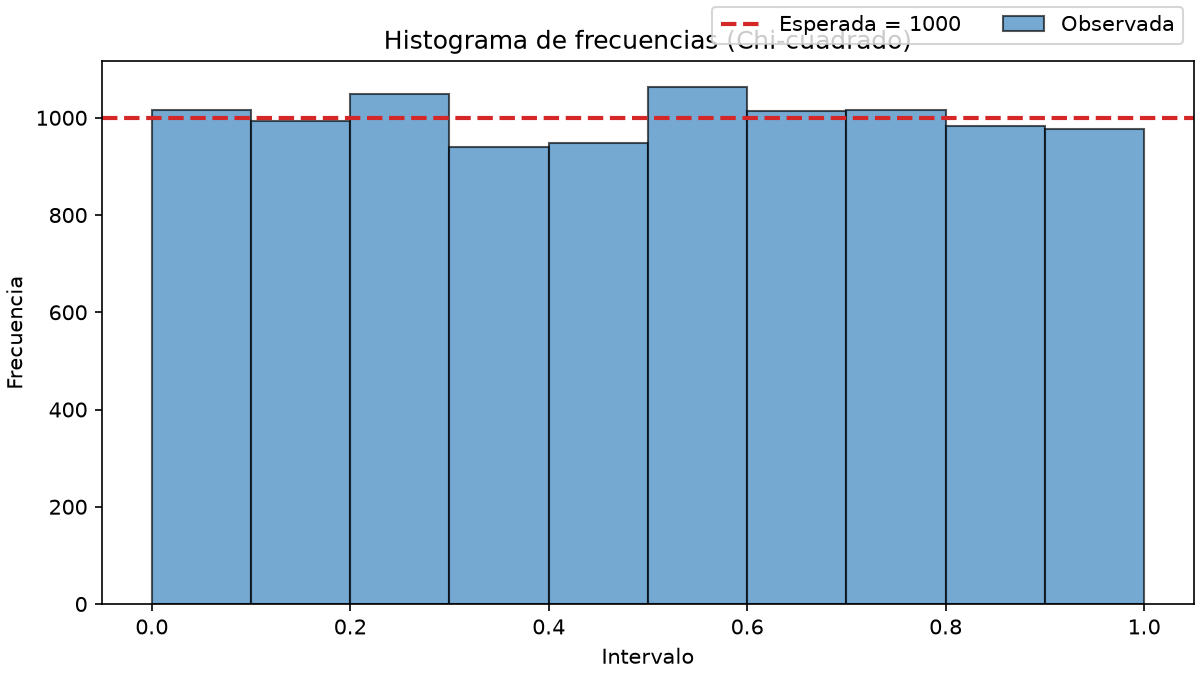 Esperada = 1000 Observada
Histograma de frecuencias (Chi-cuadrado)
1000
800
600
400
200
0
Frecuencia
0.0 0.2 0.4 0.6 0.8 1.0
Intervalo